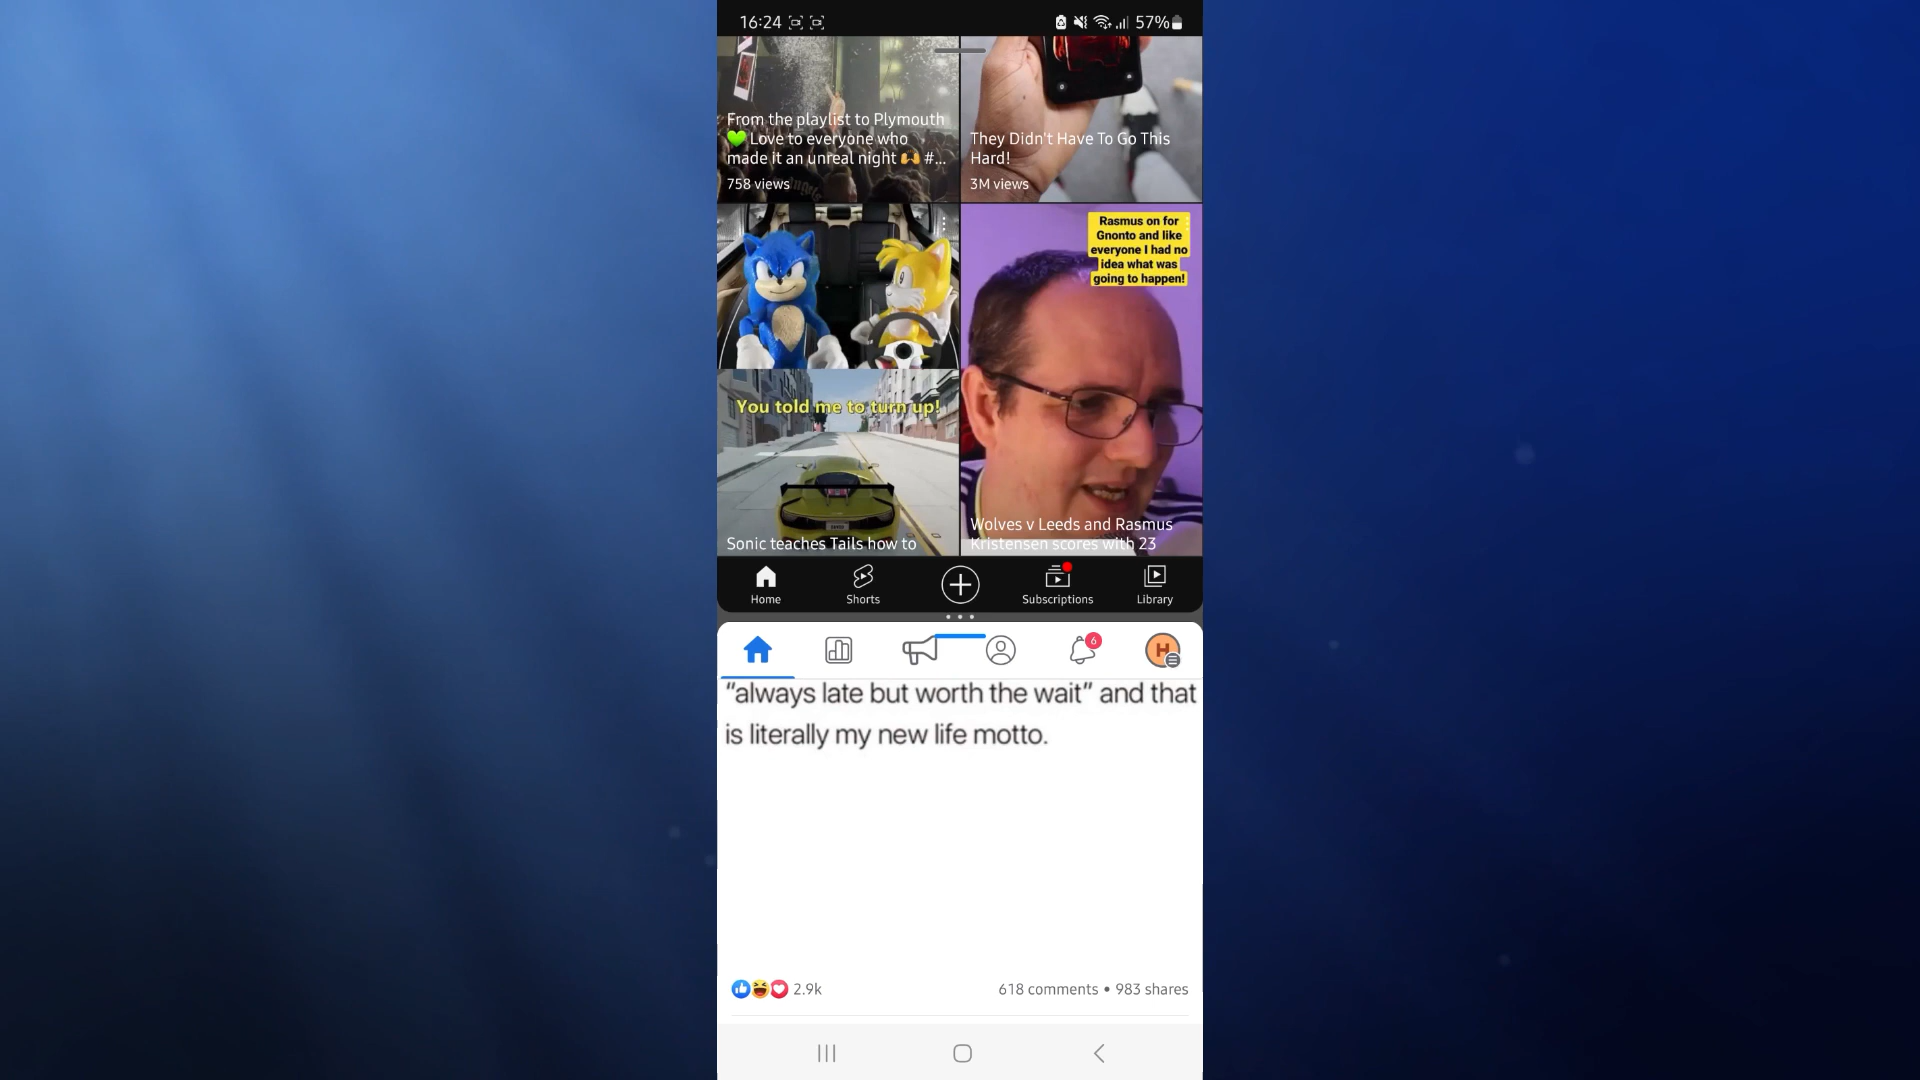 16:24
57%
From the playlist to Plymouth
💚 Love to everyone who
made it an unreal night 🙌 #...
758 views
They Didn't Have To Go This
Hard!
3M views
Rasmus on for
Gnonto and like
everyone I had no
idea what was
going to happen!
You told me to turn up!
Sonic teaches Tails how to
Wolves v Leeds and Rasmus
Kristensen scores with 23
Home
Shorts
Subscriptions
Library
6
H
"always late but worth the wait" and that
is literally my new life motto.
2.9k
618 comments • 983 shares